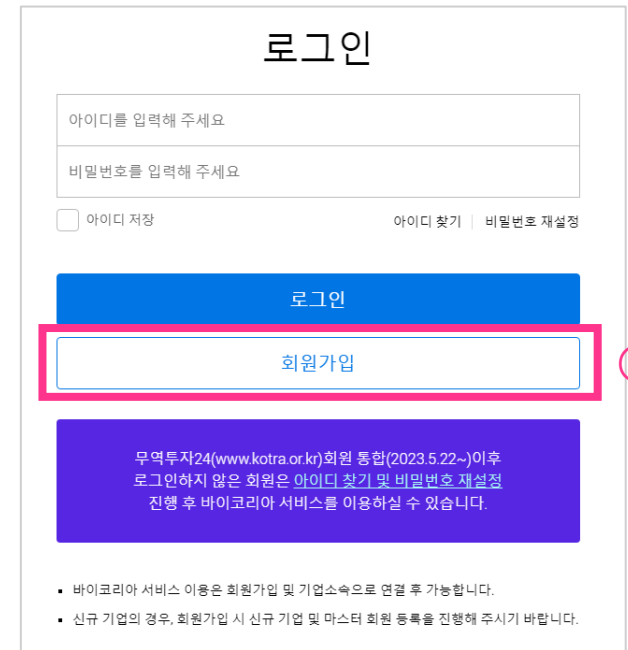 로그인
아이디를 입력해 주세요
비밀번호를 입력해 주세요
아이디 저장
아이디 찾기 | 비밀번호 재설정
로그인
회원가입
무역투자24(www.kotra.or.kr)회원 통합(2023.5.22~)이후
로그인하지 않은 회원은 아이디 찾기 및 비밀번호 재설정
진행 후 바이코리아 서비스를 이용하실 수 있습니다.
▪ 바이코리아 서비스 이용은 회원가입 및 기업소속으로 연결 후 가능합니다.
▪ 신규 기업의 경우, 회원가입 시 신규 기업 및 마스터 회원 등록을 진행해 주시기 바랍니다.